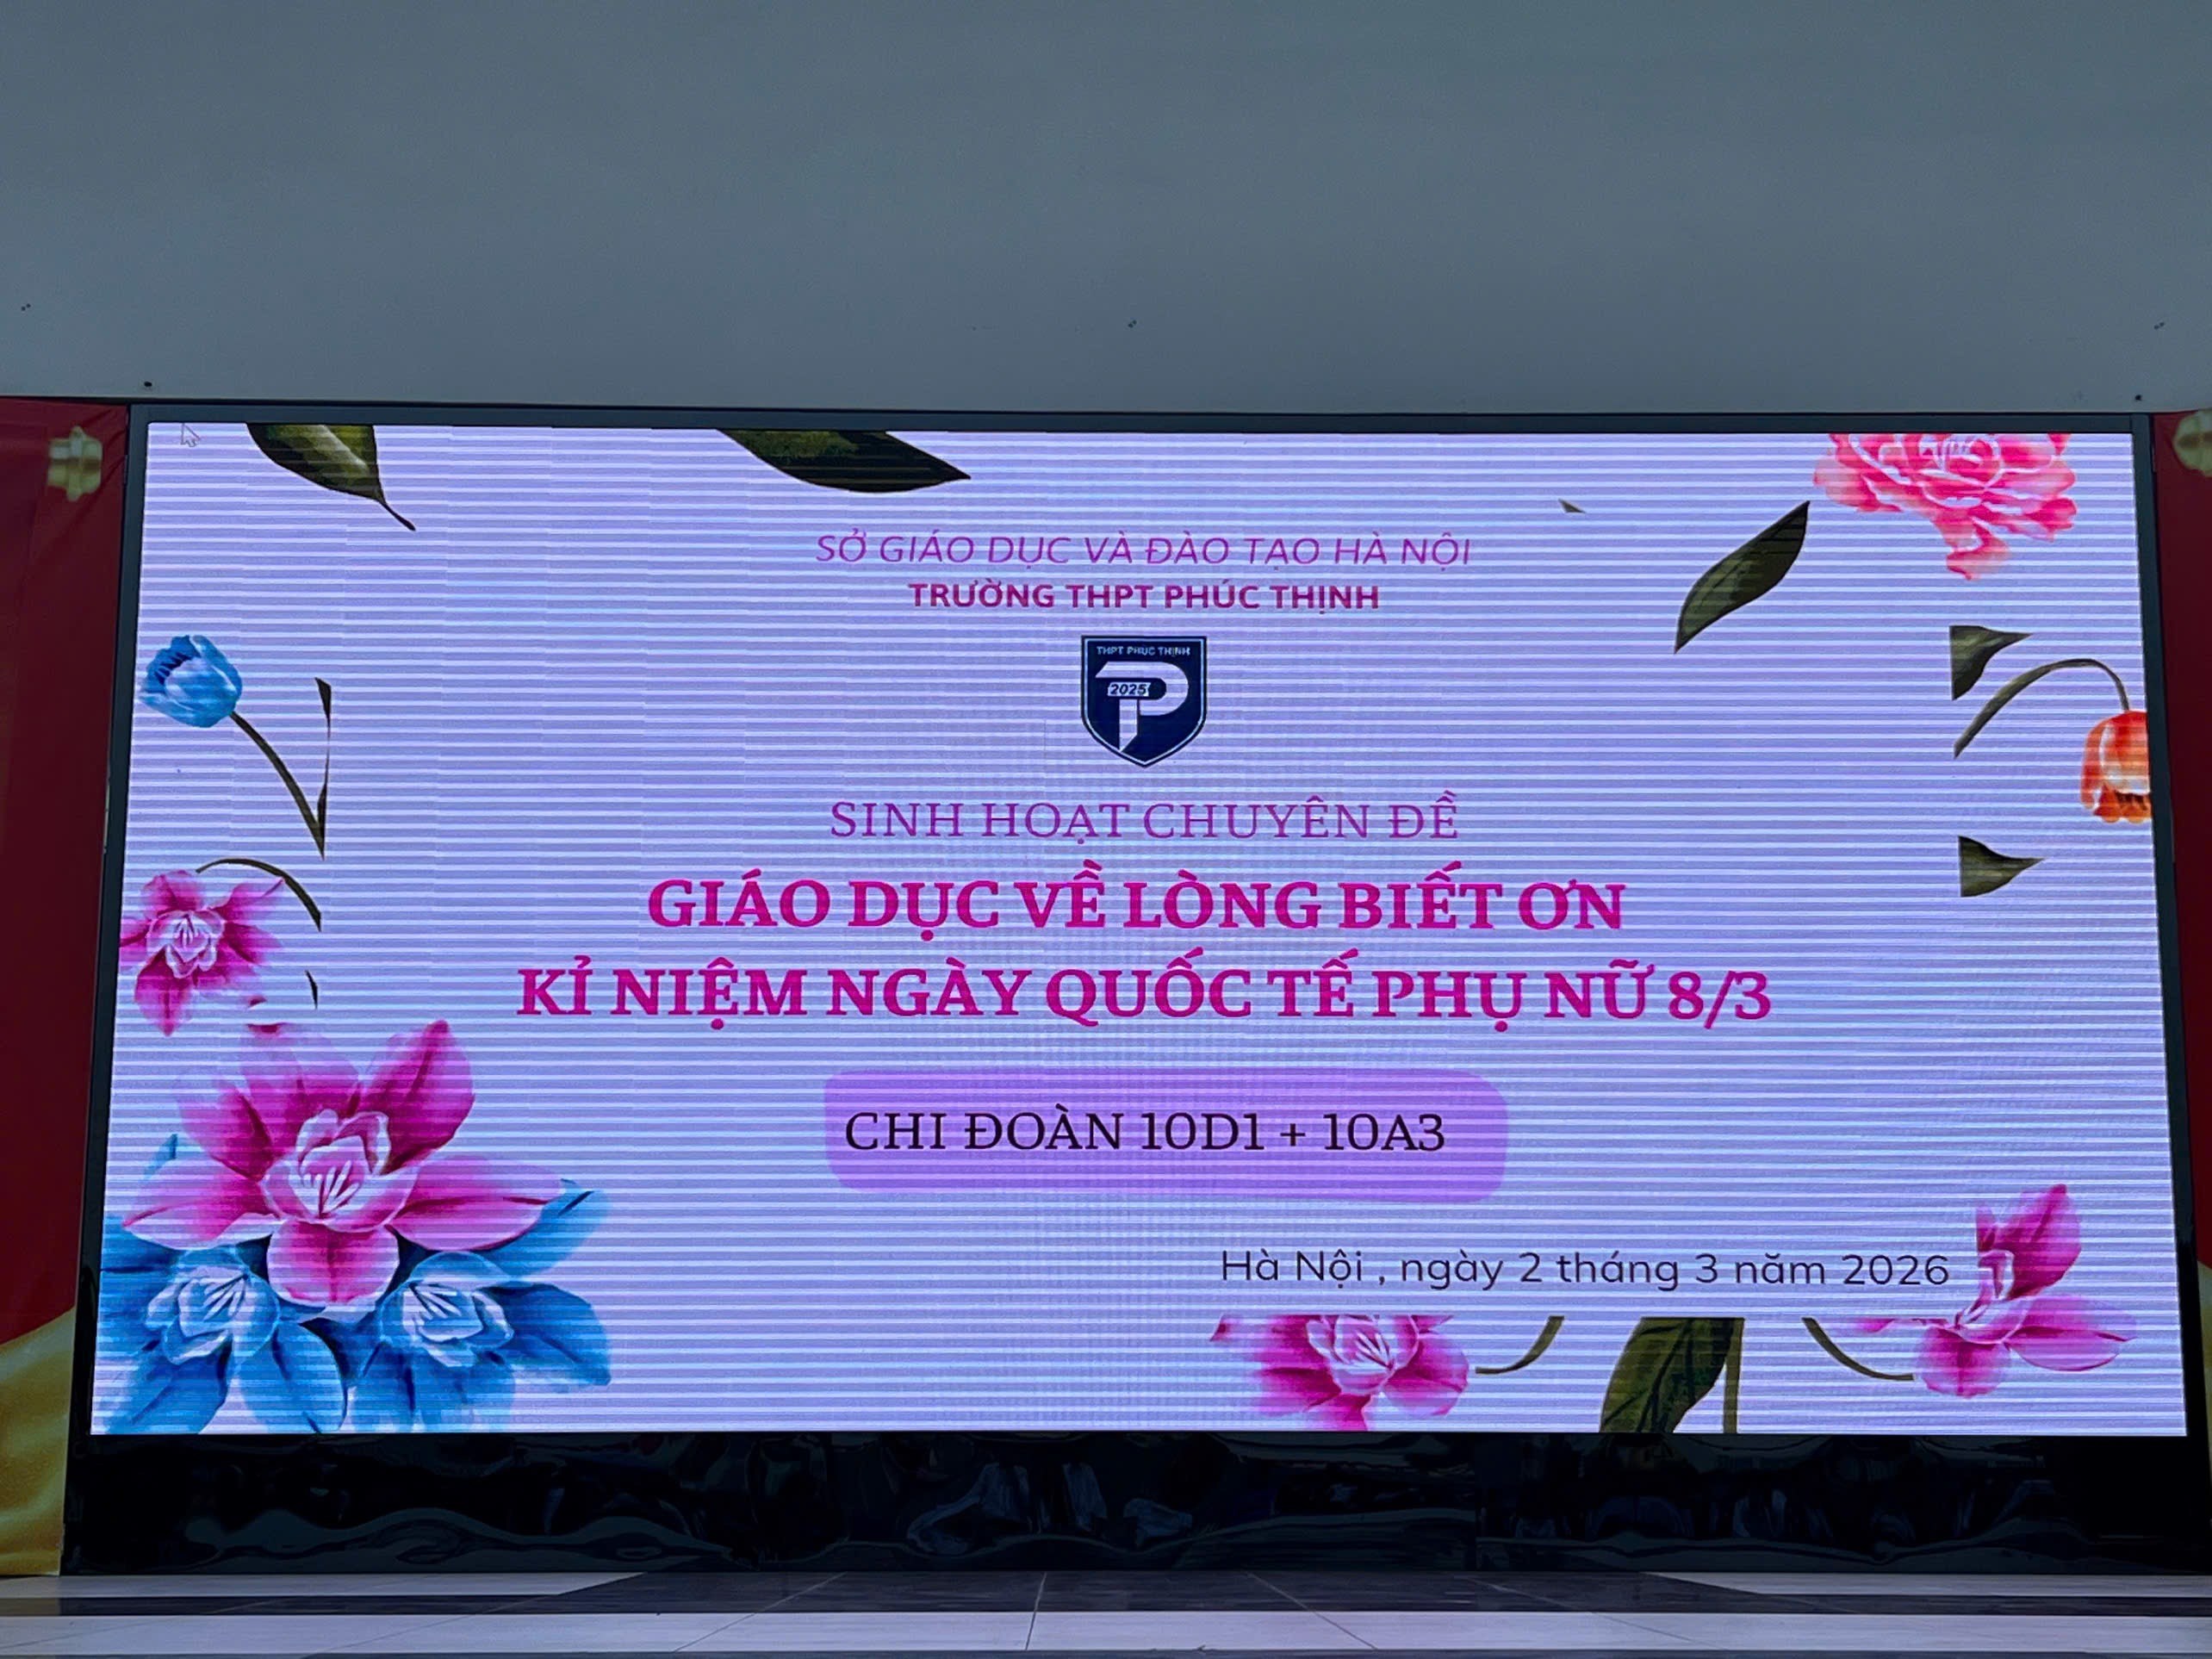 SỞ GIÁO DỤC VÀ ĐÀO TẠO HÀ NỘI
TRƯỜNG THPT PHÚC THỊNH
THPT PHÚC THỊNH
2025
SINH HOẠT CHUYÊN ĐỀ
GIÁO DỤC VỀ LÒNG BIẾT ƠN
KỈ NIỆM NGÀY QUỐC TẾ PHỤ NỮ 8/3
CHI ĐOÀN 10D1 + 10A3
Hà Nội , ngày 2 tháng 3 năm 2026